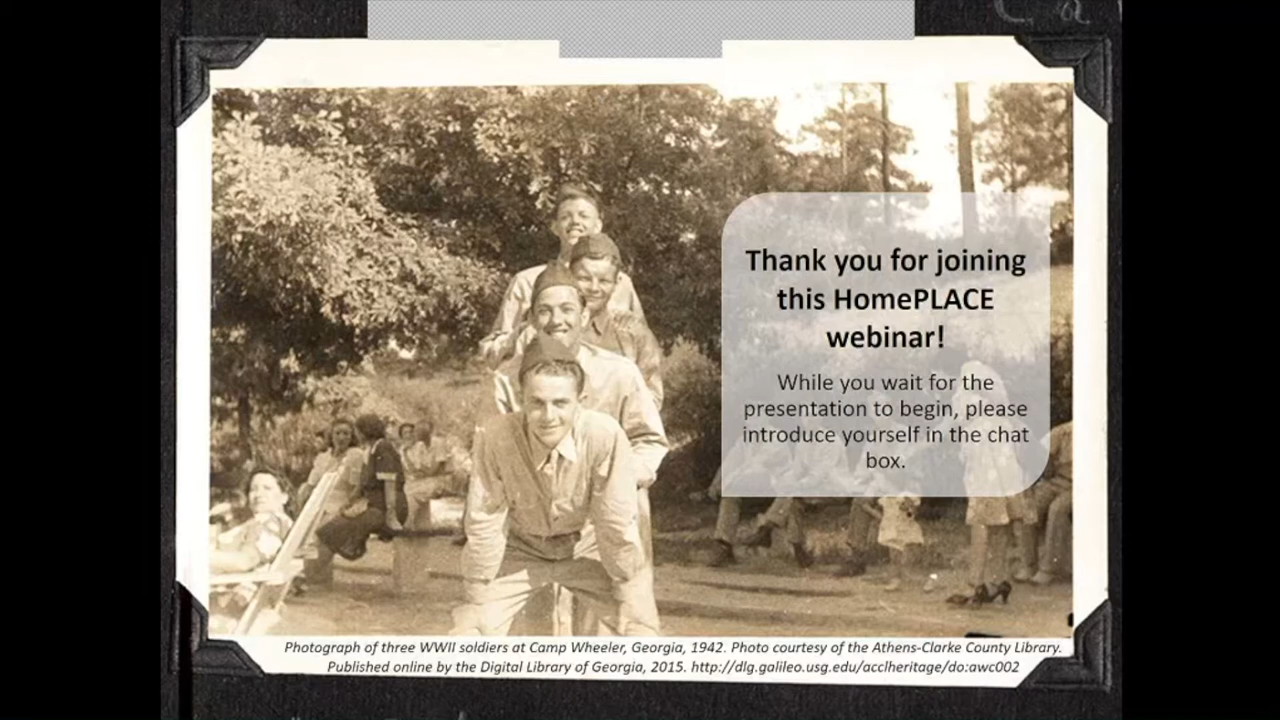 Thank you for joining
this HomePLACE
webinar!
While you wait for the
presentation to begin, please
introduce yourself in the chat
box.
Photograph of three WWII soldiers at Camp Wheeler, Georgia, 1942. Photo courtesy of the Athens-Clarke County Library.
Published online by the Digital Library of Georgia, 2015. http://dlg.galileo.usg.edu/acclheritage/do:awc002